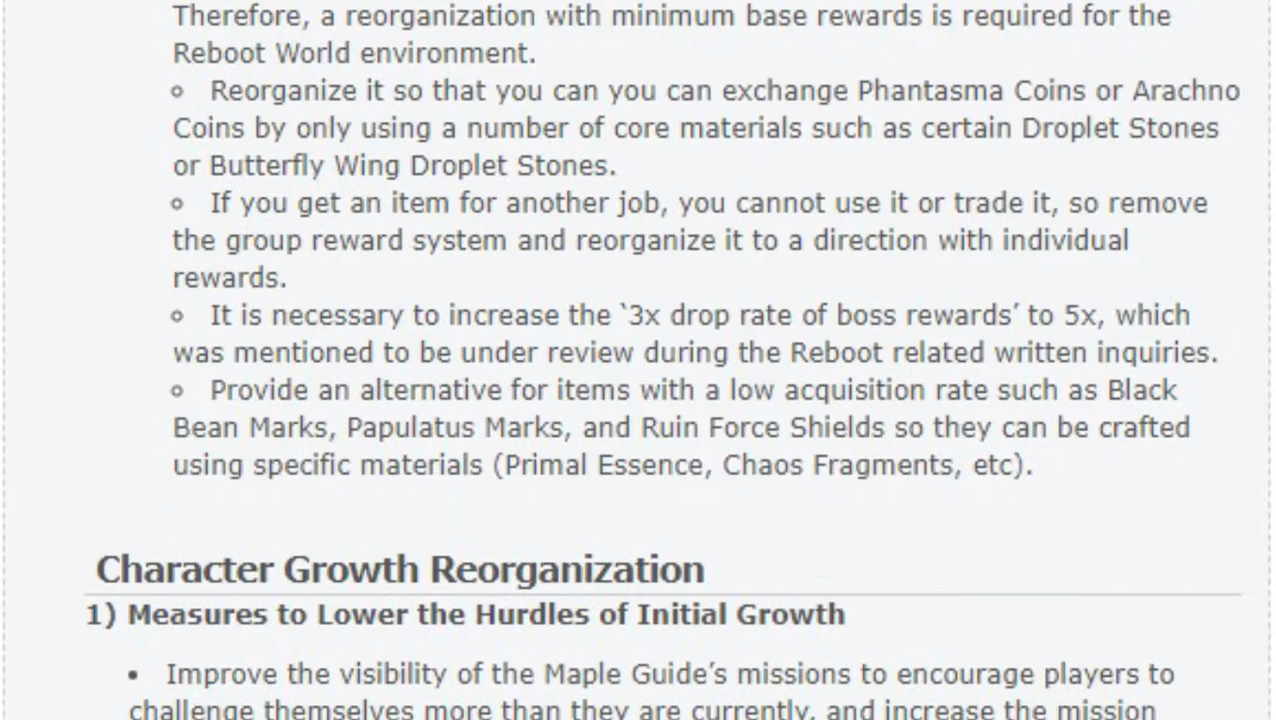 Therefore, a reorganization with minimum base rewards is required for the
Reboot World environment.
◦ Reorganize it so that you can you can exchange Phantasma Coins or Arachno
Coins by only using a number of core materials such as certain Droplet Stones
or Butterfly Wing Droplet Stones.
◦ If you get an item for another job, you cannot use it or trade it, so remove
the group reward system and reorganize it to a direction with individual
rewards.
◦ It is necessary to increase the `3x drop rate of boss rewards’ to 5x, which
was mentioned to be under review during the Reboot related written inquiries.
◦ Provide an alternative for items with a low acquisition rate such as Black
Bean Marks, Papulatus Marks, and Ruin Force Shields so they can be crafted
using specific materials (Primal Essence, Chaos Fragments, etc).
Character Growth Reorganization
1) Measures to Lower the Hurdles of Initial Growth
• Improve the visibility of the Maple Guide’s missions to encourage players to
challenge themselves more than they are currently, and increase the mission